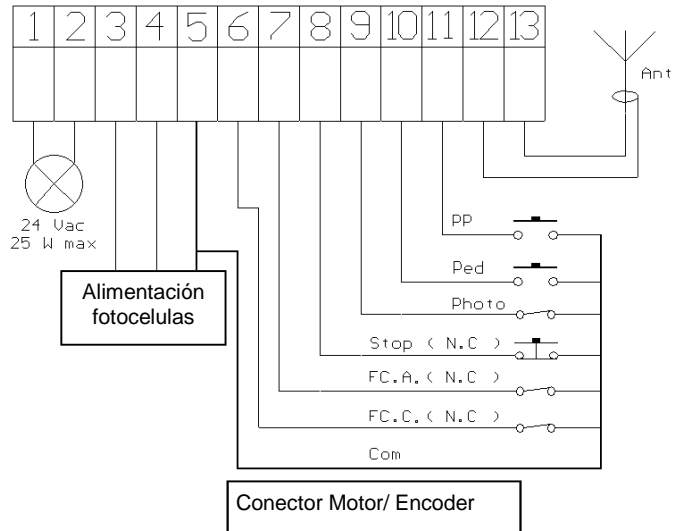 1 2 3 4 5 6 7 8 9 10 11 12 13
Ant
24 Vac
25 W max
Alimentación
fotocelulas
PP
Ped
Photo
Stop ( N.C )
FC.A. ( N.C )
FC.C. ( N.C )
Com
Conector Motor/ Encoder